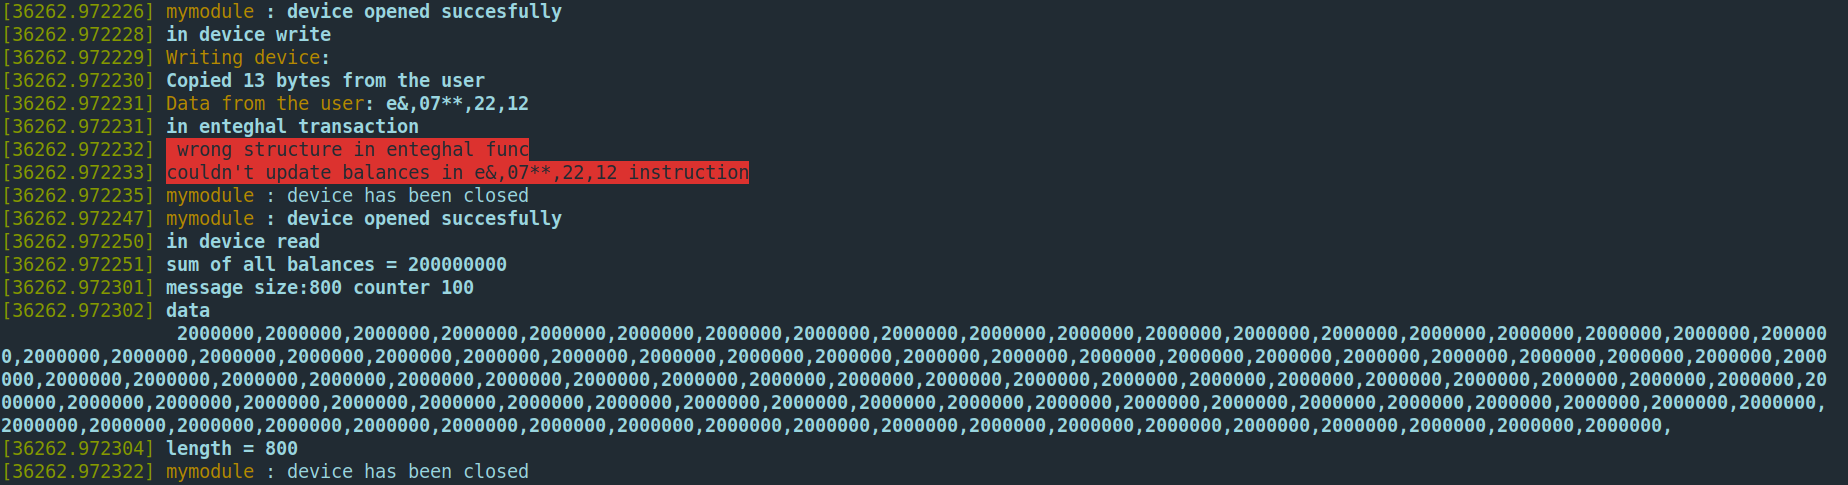 [36262.972226] mymodule : device opened succesfully
[36262.972228] in device write
[36262.972229] Writing device:
[36262.972230] Copied 13 bytes from the user
[36262.972231] Data from the user: e&,07**,22,12
[36262.972231] in enteghal transaction
[36262.972232]  wrong structure in enteghal func
[36262.972233] couldn't update balances in e&,07**,22,12 instruction
[36262.972235] mymodule : device has been closed
[36262.972247] mymodule : device opened succesfully
[36262.972250] in device read
[36262.972251] sum of all balances = 200000000
[36262.972301] message size:800 counter 100
[36262.972302] data
2000000,2000000,2000000,2000000,2000000,2000000,2000000,2000000,2000000,2000000,2000000,2000000,2000000,2000000,2000000,2000000,2000000,2000000,200000
0,2000000,2000000,2000000,2000000,2000000,2000000,2000000,2000000,2000000,2000000,2000000,2000000,2000000,2000000,2000000,2000000,2000000,2000000,2000000,2000000,2000
000,2000000,2000000,2000000,2000000,2000000,2000000,2000000,2000000,2000000,2000000,2000000,2000000,2000000,2000000,2000000,2000000,2000000,2000000,2000000,2000000,20
00000,2000000,2000000,2000000,2000000,2000000,2000000,2000000,2000000,2000000,2000000,2000000,2000000,2000000,2000000,2000000,2000000,2000000,2000000,2000000,2000000,
2000000,2000000,2000000,2000000,2000000,2000000,2000000,2000000,2000000,2000000,2000000,2000000,2000000,2000000,2000000,2000000,2000000,2000000,2000000,
[36262.972304] length = 800
[36262.972322] mymodule : device has been closed